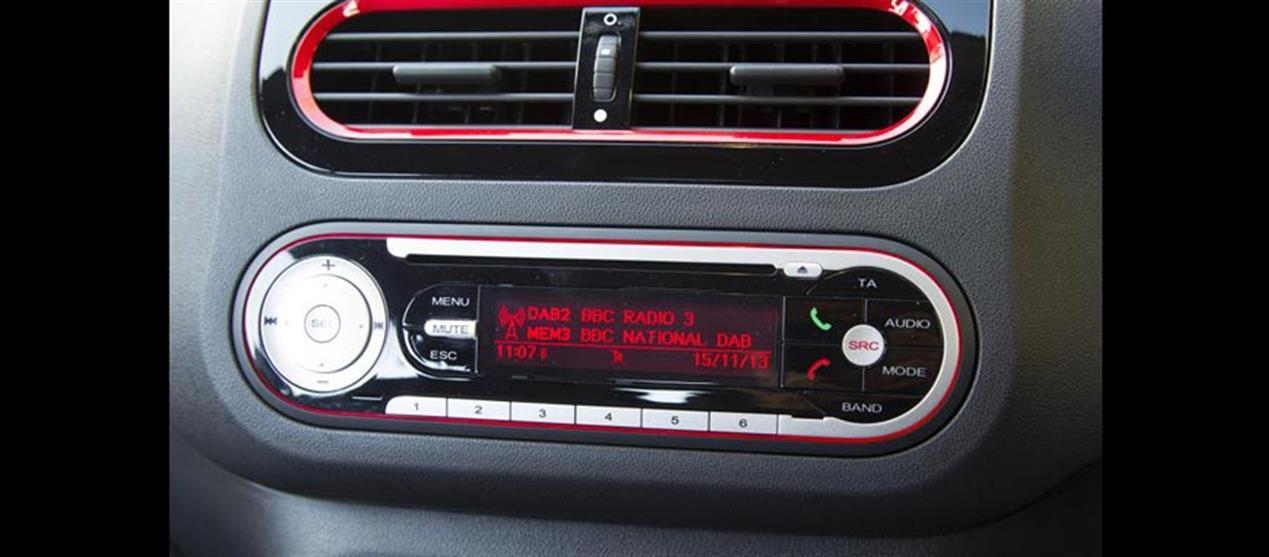 MENU
MUTE
ESC
SEL
DAB2 BBC RADIO 3
MEM3 BBC NATIONAL DAB
11:07
15/11/13
TA
AUDIO
SRC
MODE
BAND
1 2 3 4 5 6